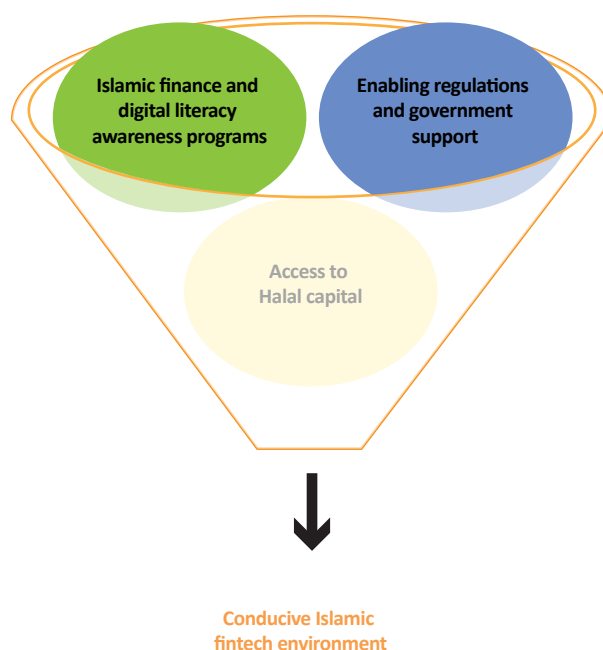 Islamic finance and
digital literacy
awareness programs
Enabling regulations
and government
support
Access to
Halal capital
Conducive Islamic
fintech environment